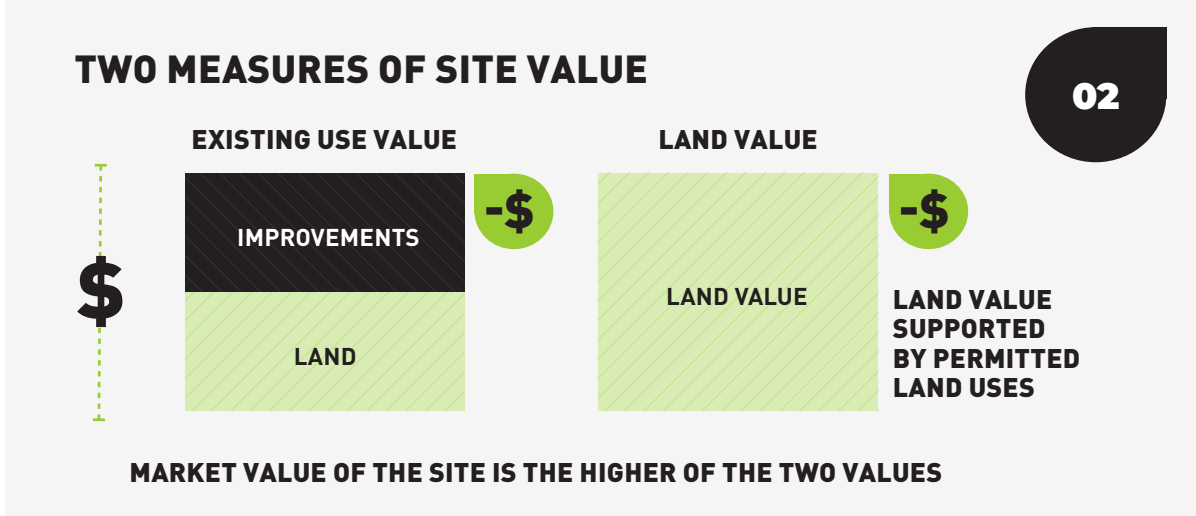 TWO MEASURES OF SITE VALUE
02
EXISTING USE VALUE
LAND VALUE
IMPROVEMENTS
-$
-$
$
LAND
LAND VALUE
LAND VALUE
SUPPORTED
BY PERMITTED
LAND USES
MARKET VALUE OF THE SITE IS THE HIGHER OF THE TWO VALUES